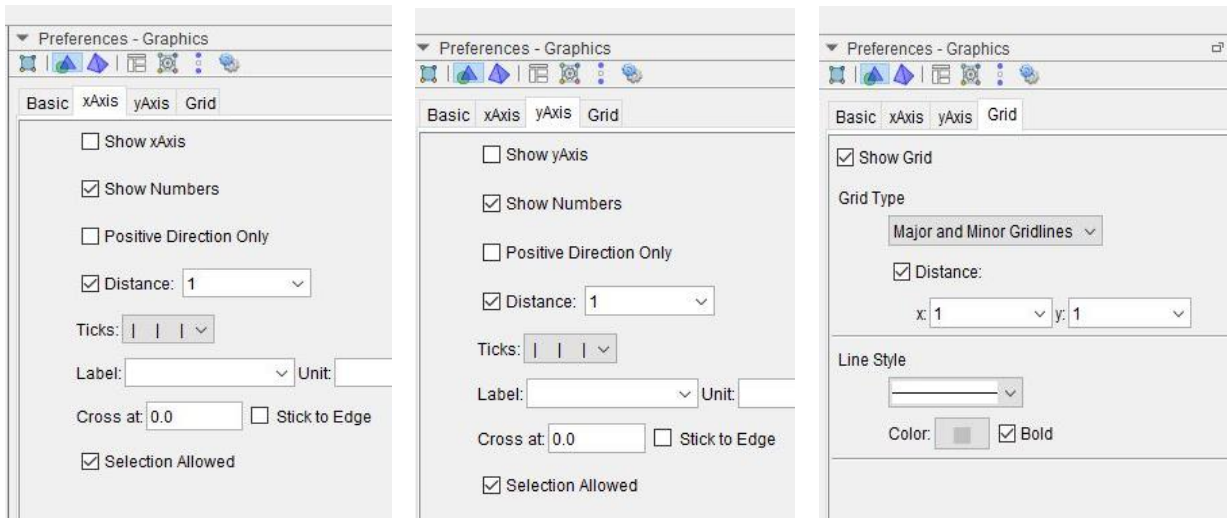 Preferences - Graphics
Basic xAxis yAxis Grid
Show xAxis
Show Numbers
Positive Direction Only
Distance: 1
Ticks: | | |
Label: Unit:
Cross at: 0.0 Stick to Edge
Selection Allowed
Preferences - Graphics
Basic xAxis yAxis Grid
Show yAxis
Show Numbers
Positive Direction Only
Distance: 1
Ticks: | | |
Label: Unit:
Cross at: 0.0 Stick to Edge
Selection Allowed
Preferences - Graphics
Basic xAxis yAxis Grid
Show Grid
Grid Type
Major and Minor Gridlines
Distance:
x: 1 y: 1
Line Style
Color: Bold